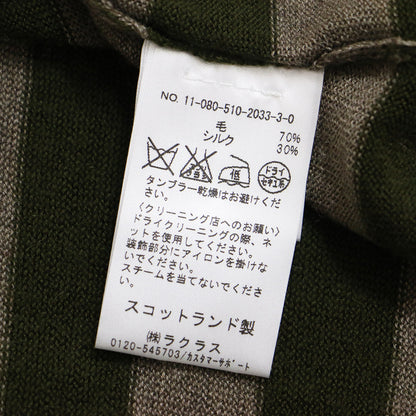 NO. 11-080-510-2033-3-0
毛 70%
シルク 30%
低 ドライ セキユ系
タンブラー乾燥はお避けくだ
さい。
〈クリーニング店へのお願い〉
ドライクリーニングの際、ネ
ットを使用してください。
装飾部分にアイロンを掛けな
いでください。
スチームを当てないでくださ
い。
スコットランド製
㈱ラクラス
0120-545703/カスタマーサポート